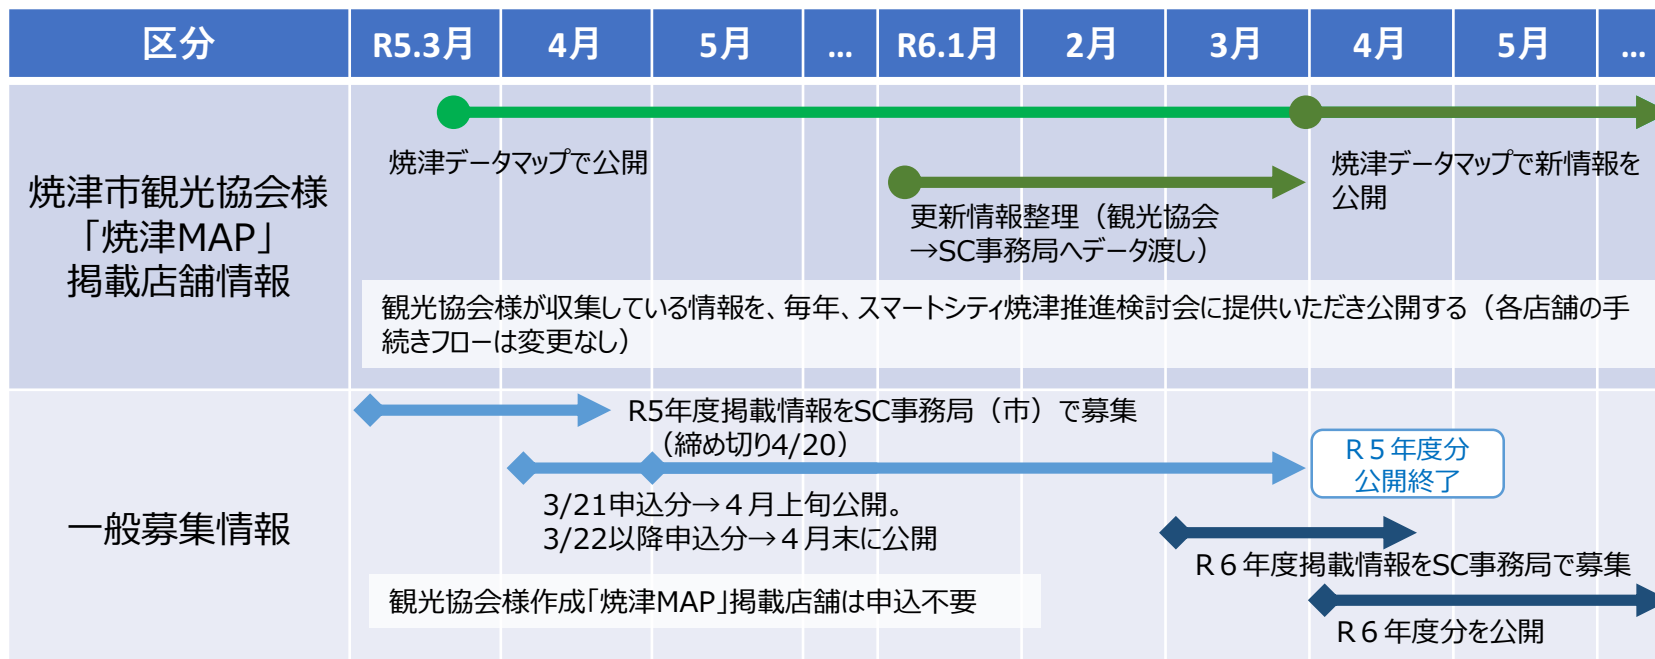 区分 R5.3月 4月 5月 … R6.1月 2月 3月 4月 5月 …
焼津市観光協会様
「焼津MAP」
掲載店舗情報
焼津データマップで公開
焼津データマップで新情報を
公開
更新情報整理（観光協会
→SC事務局へデータ渡し）
観光協会様が収集している情報を、毎年、スマートシティ焼津推進検討会に提供いただき公開する（各店舗の手
続きフローは変更なし）
一般募集情報
R5年度掲載情報をSC事務局（市）で募集
（締め切り4/20）
R５年度分
公開終了
3/21申込分→４月上旬公開。
3/22以降申込分→４月末に公開
R６年度掲載情報をSC事務局で募集
観光協会様作成「焼津MAP」掲載店舗は申込不要
R６年度分を公開